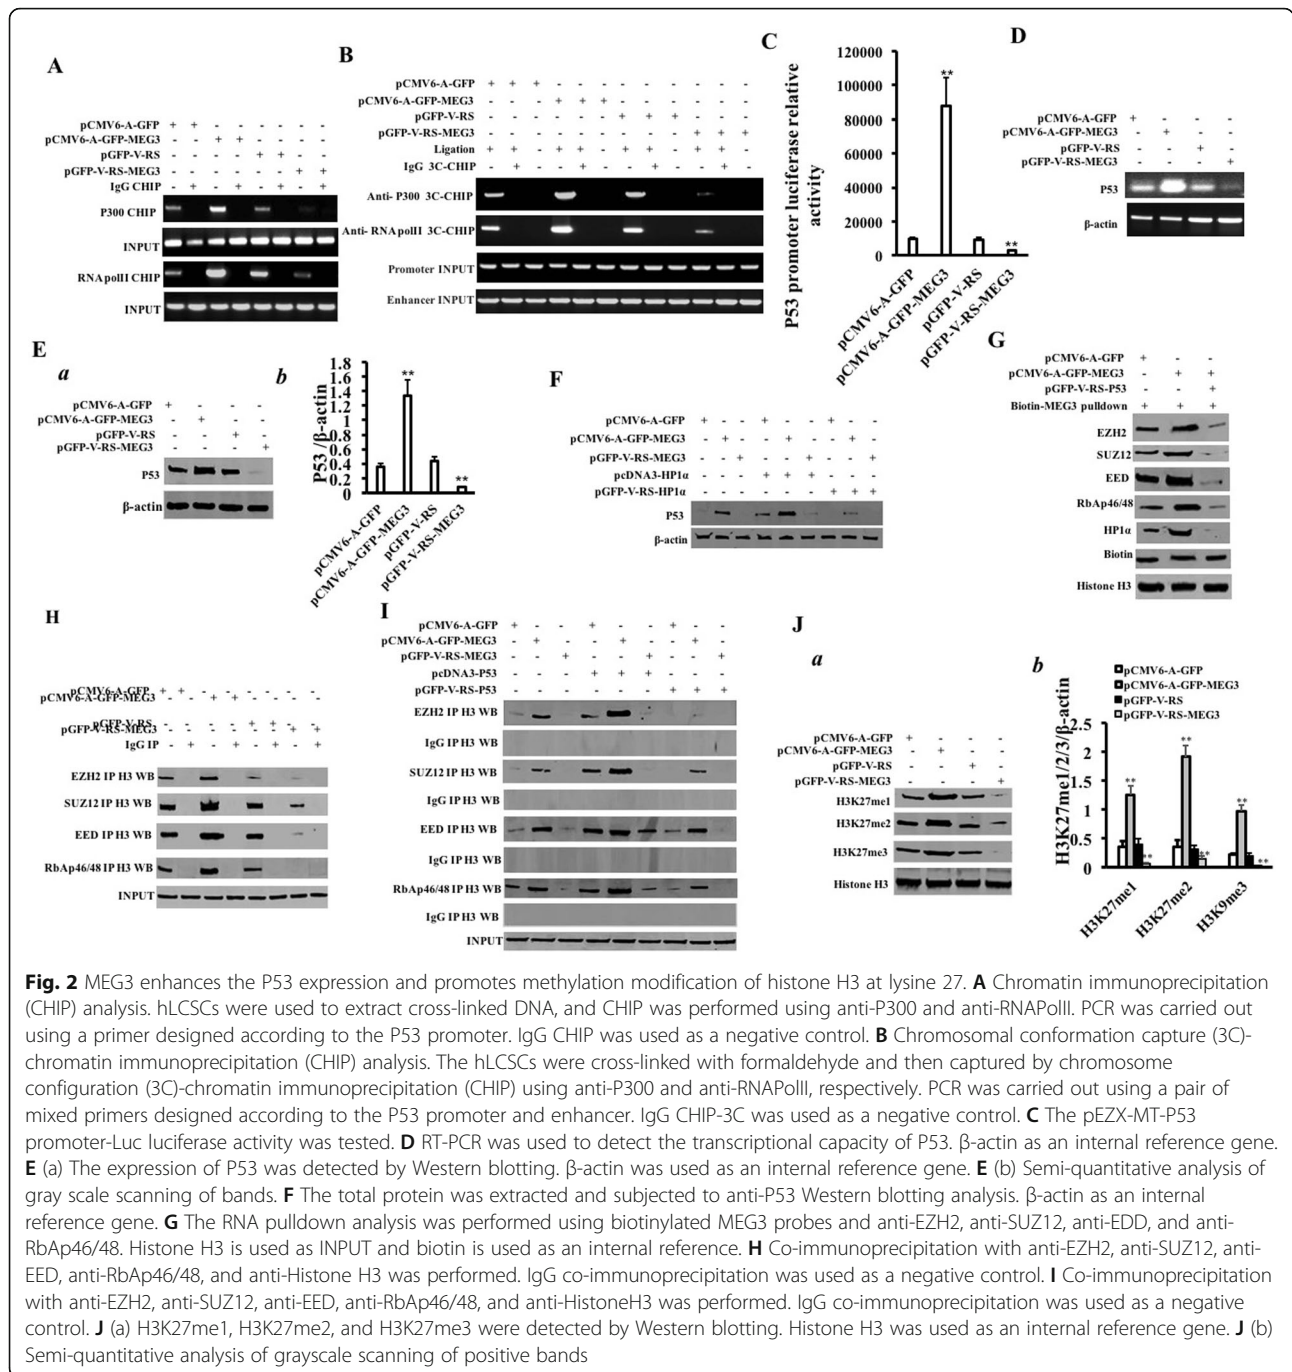 A
pCMV6-A-GFP + + - - - - - -
pCMV6-A-GFP-MEG3 - - + + - - - -
pGFP-V-RS - - - - + + - -
pGFP-V-RS-MEG3 - - - - - - + +
IgG CHIP - + - + - + - +
P300 CHIP
INPUT
RNApolII CHIP
INPUT
B
pCMV6-A-GFP + + + - - - - - - - - -
pCMV6-A-GFP-MEG3 - - - + + + - - - - - -
pGFP-V-RS - - - - - - + + + - - -
pGFP-V-RS-MEG3 - - - - - - - - - + + +
Ligation + + - + + - + + - + + -
IgG 3C-CHIP - + - - + - - + - - + -
Anti- P300 3C-CHIP
Anti- RNApolII 3C-CHIP
Promoter INPUT
Enhancer INPUT
C
P53 promoter luciferase relative
activity
120000
100000
80000
60000
40000
20000
0
**
**
pCMV6-A-GFP
pCMV6-A-GFP-MEG3
pGFP-V-RS
pGFP-V-RS-MEG3
D
pCMV6-A-GFP + - - -
pCMV6-A-GFP-MEG3 - + - -
pGFP-V-RS - - + -
pGFP-V-RS-MEG3 - - - +
P53
β-actin
E
a
pCMV6-A-GFP + - - -
pCMV6-A-GFP-MEG3 - + - -
pGFP-V-RS - - + -
pGFP-V-RS-MEG3 - - - +
P53
β-actin
b
P53 /β-actin
1.8
1.6
1.4
1.2
1
0.8
0.6
0.4
0.2
0
**
**
pCMV6-A-GFP
pCMV6-A-GFP-MEG3
pGFP-V-RS
pGFP-V-RS-MEG3
F
pCMV6-A-GFP + - - + - - + - -
pCMV6-A-GFP-MEG3 - + - - + - - + -
pGFP-V-RS-MEG3 - - + - - + - - +
pcDNA3-HP1α - - - + + + - - -
pGFP-V-RS-HP1α - - - - - - + + +
P53
β-actin
G
pCMV6-A-GFP + - -
pCMV6-A-GFP-MEG3 - + +
pGFP-V-RS-P53 - - +
Biotin-MEG3 pulldown + + +
EZH2
SUZ12
EED
RbAp46/48
HP1α
Biotin
Histone H3
H
pCMV6-A-GFP + + - - - - - -
pCMV6-A-GFP-MEG3 - - + + - - - -
pGFP-V-RS - - - - + + - -
pGFP-V-RS-MEG3 - - - - - - + +
IgG IP - + - + - + - +
EZH2 IP H3 WB
SUZ12 IP H3 WB
EED IP H3 WB
RbAp46/48 IP H3 WB
INPUT
I
pCMV6-A-GFP + - - + - - + - -
pCMV6-A-GFP-MEG3 - + - - + - - + -
pGFP-V-RS-MEG3 - - + - - + - - +
pcDNA3-P53 - - - + + + - - -
pGFP-V-RS-P53 - - - - - - + + +
EZH2 IP H3 WB
IgG IP H3 WB
SUZ12 IP H3 WB
IgG IP H3 WB
EED IP H3 WB
IgG IP H3 WB
RbAp46/48 IP H3 WB
IgG IP H3 WB
INPUT
J
a
pCMV6-A-GFP + - - -
pCMV6-A-GFP-MEG3 - + - -
pGFP-V-RS - - + -
pGFP-V-RS-MEG3 - - - +
H3K27me1
H3K27me2
H3K27me3
Histone H3
b
pCMV6-A-GFP
pCMV6-A-GFP-MEG3
pGFP-V-RS
pGFP-V-RS-MEG3
H3K27me1/2/3/β-actin
2.5
2
1.5
1
0.5
0
** ** **
** ** **
H3K27me1
H3K27me2
H3K9me3
Fig. 2 MEG3 enhances the P53 expression and promotes methylation modification of histone H3 at lysine 27. A Chromatin immunoprecipitation
(CHIP) analysis. hLCSCs were used to extract cross-linked DNA, and CHIP was performed using anti-P300 and anti-RNAPolII. PCR was carried out
using a primer designed according to the P53 promoter. IgG CHIP was used as a negative control. B Chromosomal conformation capture (3C)-
chromatin immunoprecipitation (CHIP) analysis. The hLCSCs were cross-linked with formaldehyde and then captured by chromosome
configuration (3C)-chromatin immunoprecipitation (CHIP) using anti-P300 and anti-RNAPolII, respectively. PCR was carried out using a pair of
mixed primers designed according to the P53 promoter and enhancer. IgG CHIP-3C was used as a negative control. C The pEZX-MT-P53
promoter-Luc luciferase activity was tested. D RT-PCR was used to detect the transcriptional capacity of P53. β-actin as an internal reference gene.
E (a) The expression of P53 was detected by Western blotting. β-actin was used as an internal reference gene. E (b) Semi-quantitative analysis of
gray scale scanning of bands. F The total protein was extracted and subjected to anti-P53 Western blotting analysis. β-actin as an internal
reference gene. G The RNA pulldown analysis was performed using biotinylated MEG3 probes and anti-EZH2, anti-SUZ12, anti-EDD, and anti-
RbAp46/48. Histone H3 is used as INPUT and biotin is used as an internal reference. H Co-immunoprecipitation with anti-EZH2, anti-SUZ12, anti-
EED, anti-RbAp46/48, and anti-Histone H3 was performed. IgG co-immunoprecipitation was used as a negative control. I Co-immunoprecipitation
with anti-EZH2, anti-SUZ12, anti-EED, anti-RbAp46/48, and anti-HistoneH3 was performed. IgG co-immunoprecipitation was used as a negative
control. J (a) H3K27me1, H3K27me2, and H3K27me3 were detected by Western blotting. Histone H3 was used as an internal reference gene. J (b)
Semi-quantitative analysis of grayscale scanning of positive bands